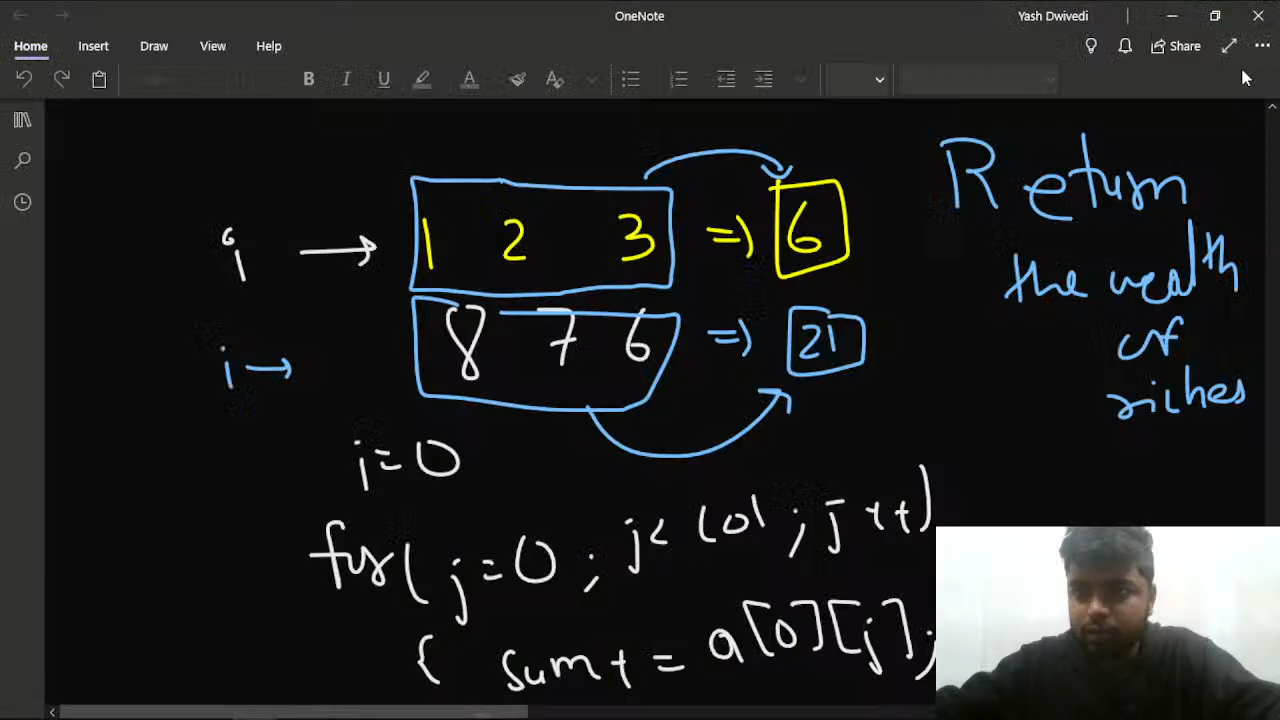 OneNote
Yash Dwivedi
Home Insert Draw View Help
Share
B I U A
i → 1 2 3 => 6
i → 8 7 6 => 21
Return
the wealth
of
riches
i=0
for( j=0 ; j< col ; j++)
{ sum+ = a[0][j];